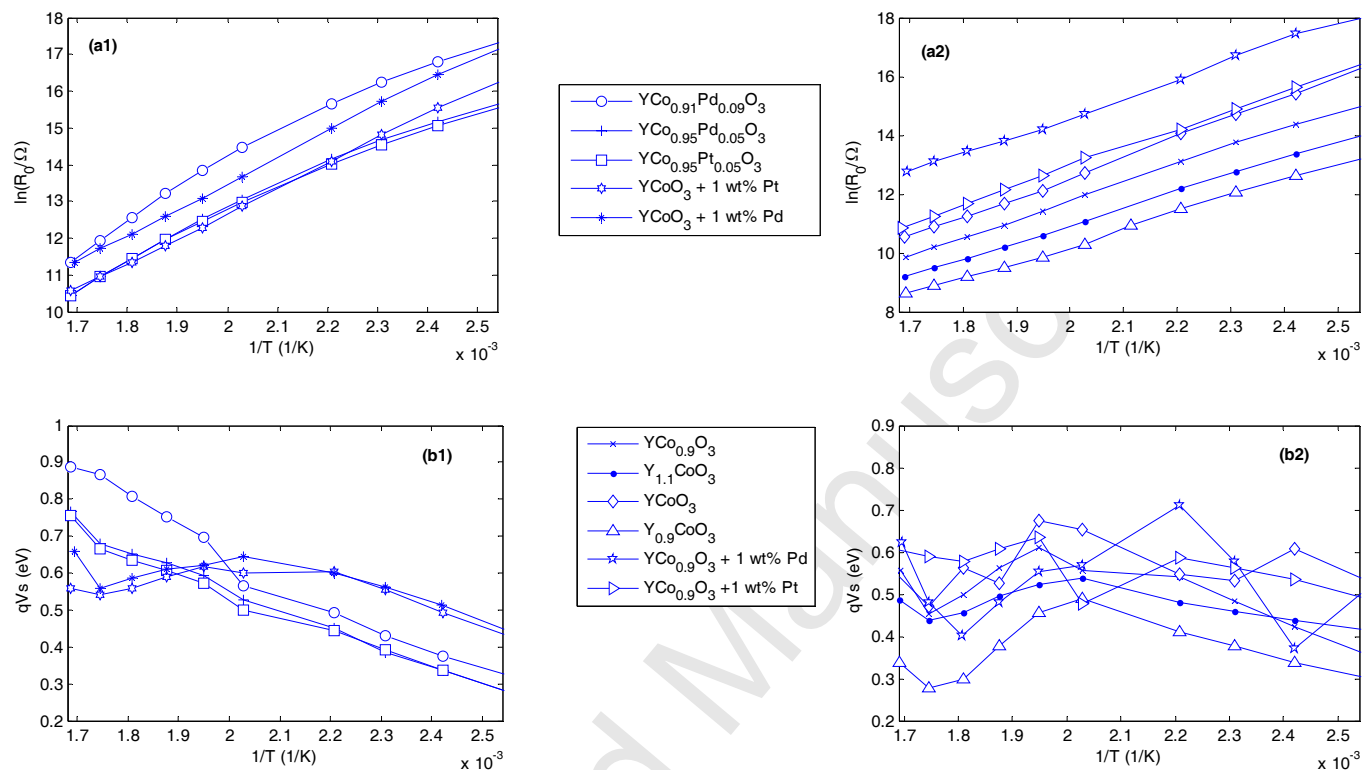 (a1)
18
17
16
15
14
13
12
11
10
ln(R0/Ω)
1.7 1.8 1.9 2 2.1 2.2 2.3 2.4 2.5
1/T (1/K)
x 10-3
YCo0.91Pd0.09O3
YCo0.95Pd0.05O3
YCo0.95Pt0.05O3
YCoO3 + 1 wt% Pt
YCoO3 + 1 wt% Pd
(a2)
18
16
14
12
10
8
ln(R0/Ω)
1.7 1.8 1.9 2 2.1 2.2 2.3 2.4 2.5
1/T (1/K)
x 10-3
(b1)
1
0.9
0.8
0.7
0.6
0.5
0.4
0.3
0.2
qVs (eV)
1.7 1.8 1.9 2 2.1 2.2 2.3 2.4 2.5
1/T (1/K)
x 10-3
YCo0.9O3
Y1.1CoO3
YCoO3
Y0.9CoO3
YCo0.9O3 + 1 wt% Pd
YCo0.9O3 +1 wt% Pt
(b2)
0.9
0.8
0.7
0.6
0.5
0.4
0.3
0.2
qVs (eV)
1.7 1.8 1.9 2 2.1 2.2 2.3 2.4 2.5
1/T (1/K)
x 10-3
d Manusc